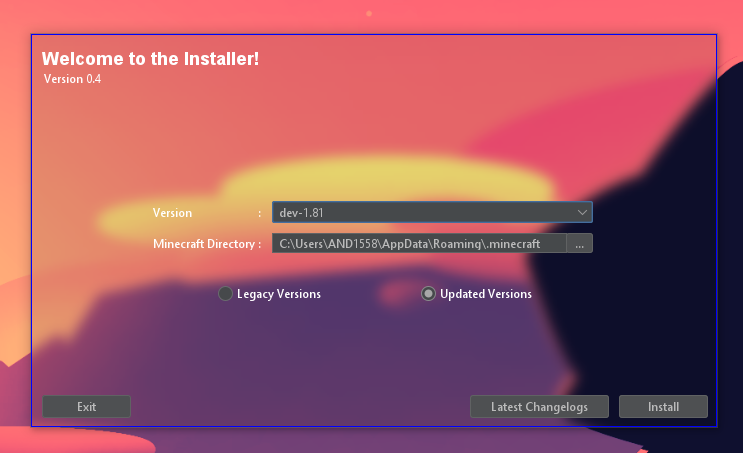 Welcome to the Installer!
Version 0.4
Version : dev-1.81
Minecraft Directory : C:\Users\AND1558\AppData\Roaming\.minecraft ...
Legacy Versions Updated Versions
Exit Latest Changelogs Install